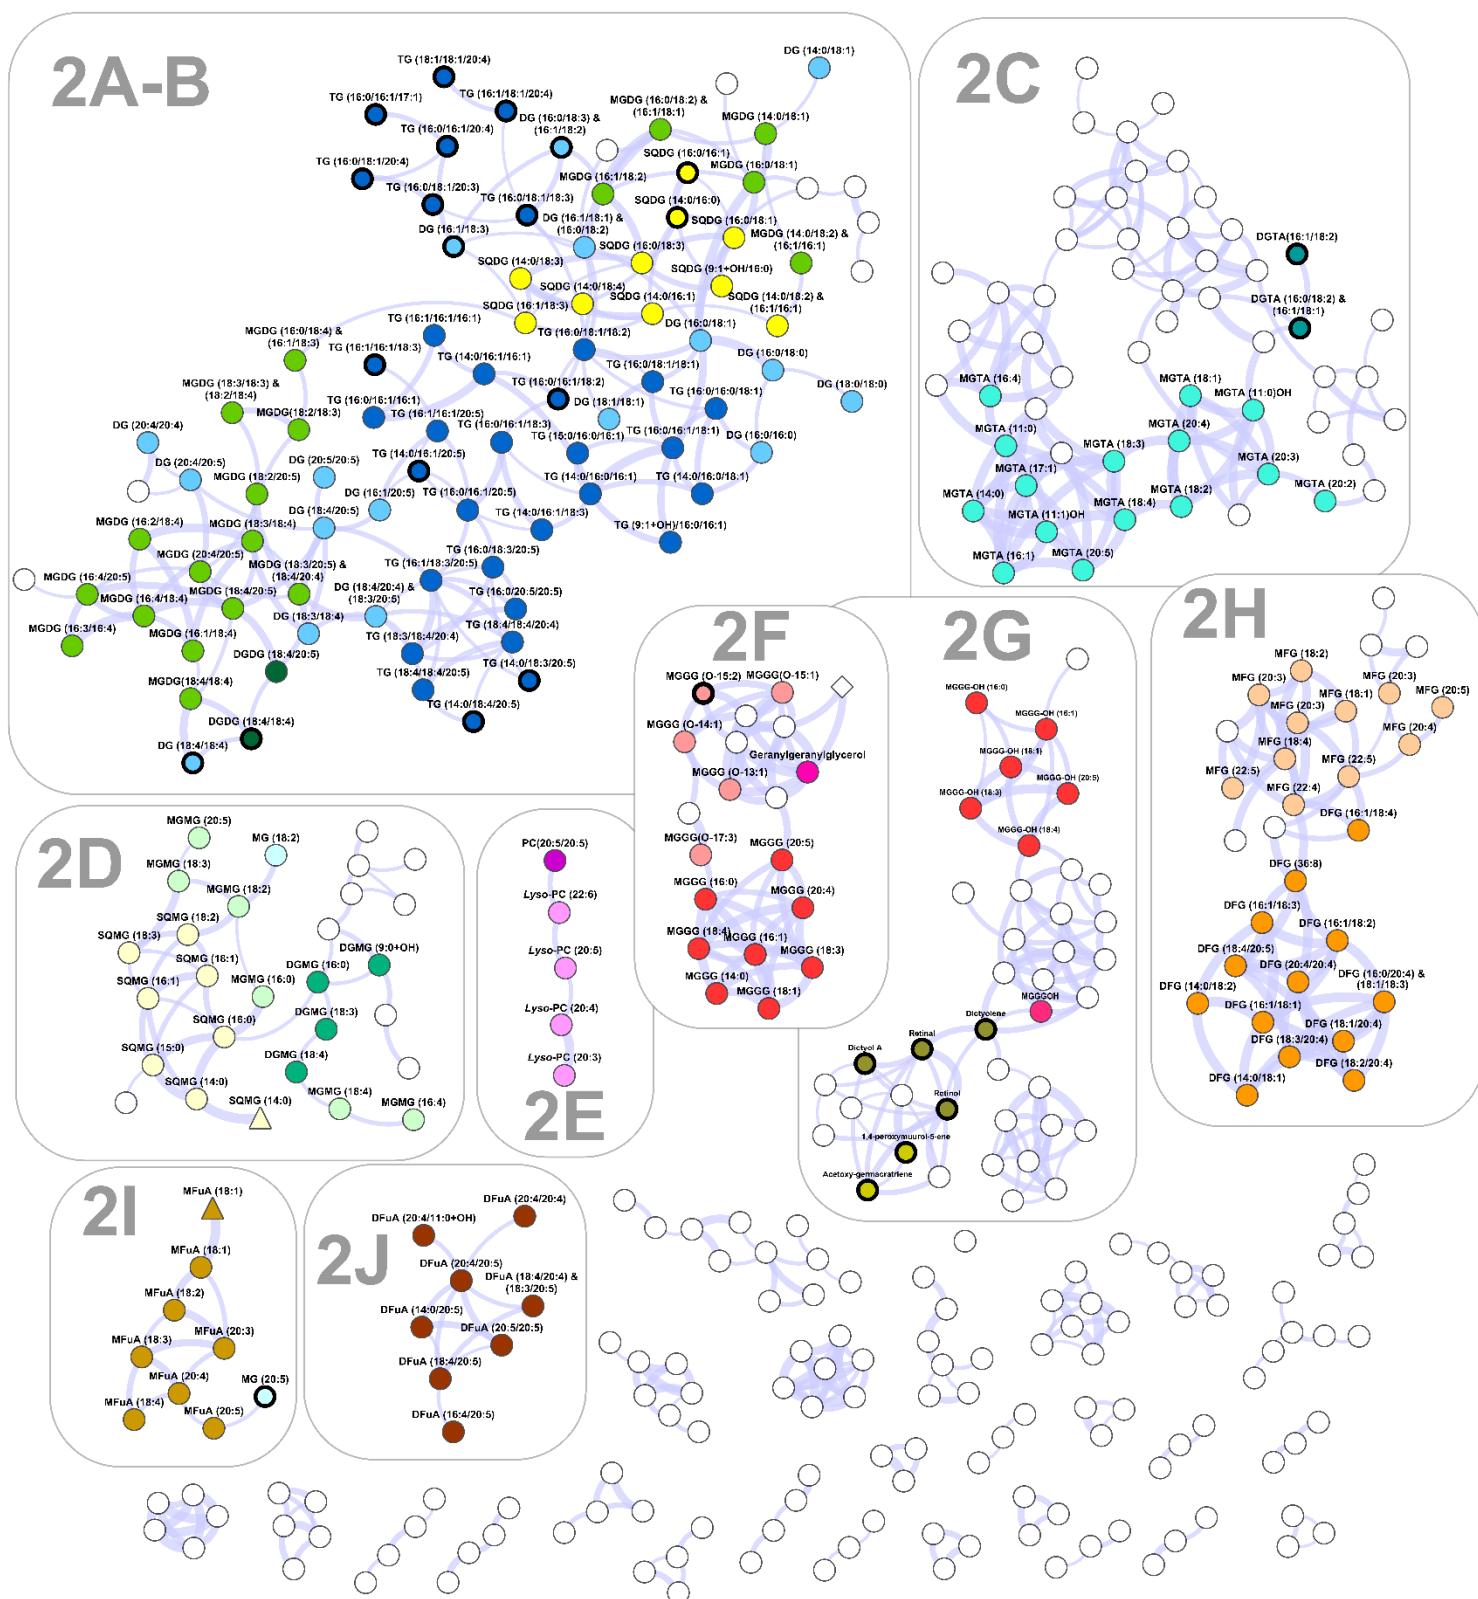 2A-B
TG (18:1/18:1/20:4)
DG (14:0/18:1)
TG (16:0/16:1/17:1)
TG (16:1/18:1/20:4)
DG (16:0/18:3) &
(16:1/18:2)
MGDG (16:0/18:2) &
(16:1/18:1)
MGDG (14:0/18:1)
TG (16:0/16:1/20:4)
TG (16:0/18:1/20:4)
SQDG (16:0/16:1)
MGDG (16:0/18:1)
MGDG (16:1/18:2)
TG (16:0/18:1/20:3)
TG (16:0/18:1/18:3)
SQDG (14:0/16:0)
DG (16:1/18:3)
DG (16:1/18:1) &
(16:0/18:2)
SQDG (16:0/18:1)
MGDG (14:0/18:2) &
(16:1/16:1)
SQDG (16:0/18:3)
SQDG (14:0/18:3)
SQDG (9:1+OH/16:0)
SQDG (14:0/18:4)
SQDG (16:1/18:3)
SQDG (14:0/16:1)
SQDG (14:0/18:2) &
(16:1/16:1)
TG (16:1/16:1/16:1)
TG (16:0/18:1/18:2)
DG (16:0/18:1)
MGDG (16:0/18:4) &
(16:1/18:3)
TG (16:1/16:1/18:3)
TG (14:0/16:1/16:1)
TG (16:0/18:1/18:1)
DG (16:0/18:0)
DG (18:0/18:0)
MGDG (18:3/18:3) &
(18:2/18:4)
TG (16:0/16:1/18:2)
TG (16:0/16:0/18:1)
TG (16:0/16:1/16:1)
DG (18:1/18:1)
MGDG(18:2/18:3)
TG (16:1/16:1/20:5)
TG (16:0/16:1/18:3)
TG (15:0/16:0/16:1)
TG (16:0/16:1/18:1)
DG (16:0/16:0)
DG (20:4/20:4)
DG (20:4/20:5)
DG (20:5/20:5)
TG (14:0/16:1/20:5)
TG (14:0/16:0/16:1)
TG (14:0/16:0/18:1)
MGDG (18:2/20:5)
DG (16:1/20:5)
TG (16:0/16:1/20:5)
TG (14:0/16:1/18:3)
TG (9:1+OH)/16:0/16:1)
DG (18:4/20:5)
MGDG (16:2/18:4)
MGDG (18:3/18:4)
MGDG (20:4/20:5)
TG (16:0/18:3/20:5)
TG (16:1/18:3/20:5)
MGDG (18:3/20:5) &
(18:4/20:4)
MGDG (16:4/20:5)
MGDG (18:4/20:5)
DG (18:4/20:4) &
(18:3/20:5)
TG (16:0/20:5/20:5)
MGDG (16:4/18:4)
DG (18:3/18:4)
TG (18:4/18:4/20:4)
MGDG (16:3/16:4)
MGDG (16:1/18:4)
TG (18:3/18:4/20:4)
DGDG (18:4/20:5)
TG (14:0/18:3/20:5)
MGDG(18:4/18:4)
TG (18:4/18:4/20:5)
TG (14:0/18:4/20:5)
DGDG (18:4/18:4)
DG (18:4/18:4)
2C
DGTA(16:1/18:2)
DGTA (16:0/18:2) &
(16:1/18:1)
MGTA (16:4)
MGTA (18:1)
MGTA (11:0)OH
MGTA (11:0)
MGTA (20:4)
MGTA (18:3)
MGTA (20:3)
MGTA (17:1)
MGTA (14:0)
MGTA (18:2)
MGTA (20:2)
MGTA (18:4)
MGTA (11:1)OH
MGTA (16:1)
MGTA (20:5)
2F
MGGG (O-15:2)
MGGG(O-15:1)
MGGG (O-14:1)
Geranylgeranylglycerol
MGGG (O-13:1)
MGGG(O-17:3)
MGGG (20:5)
MGGG (16:0)
MGGG (20:4)
MGGG (18:4)
MGGG (16:1)
MGGG (18:3)
MGGG (14:0)
MGGG (18:1)
2G
MGGG-OH (16:0)
MGGG-OH (16:1)
MGGG-OH (18:1)
MGGG-OH (20:5)
MGGG-OH (18:3)
MGGG-OH (18:4)
MGGGOH
Dictyolene
Retinal
Dictyol A
Retinol
1,4-peroxymuurol-5-ene
Acetoxy-germacratriene
2H
MFG (18:2)
MFG (20:3)
MFG (20:3)
MFG (20:5)
MFG (18:1)
MFG (20:3)
MFG (20:4)
MFG (18:4)
MFG (22:5)
MFG (22:5)
MFG (22:4)
DFG (16:1/18:4)
DFG (36:8)
DFG (16:1/18:3)
DFG (16:1/18:2)
DFG (18:4/20:5)
DFG (20:4/20:4)
DFG (16:0/20:4) &
(18:1/18:3)
DFG (14:0/18:2)
DFG (16:1/18:1)
DFG (18:1/20:4)
DFG (18:3/20:4)
DFG (18:2/20:4)
DFG (14:0/18:1)
2D
MGMG (20:5)
MG (18:2)
MGMG (18:3)
MGMG (18:2)
SQMG (18:2)
SQMG (18:3)
SQMG (18:1)
DGMG (9:0+OH)
DGMG (16:0)
SQMG (16:1)
MGMG (16:0)
SQMG (16:0)
DGMG (18:3)
SQMG (15:0)
DGMG (18:4)
SQMG (14:0)
SQMG (14:0)
MGMG (18:4)
MGMG (16:4)
PC(20:5/20:5)
Lyso-PC (22:6)
Lyso-PC (20:5)
Lyso-PC (20:4)
Lyso-PC (20:3)
2E
2I
MFuA (18:1)
MFuA (18:1)
MFuA (18:2)
MFuA (20:3)
MFuA (18:3)
MFuA (20:4)
MG (20:5)
MFuA (18:4)
MFuA (20:5)
2J
DFuA (20:4/20:4)
DFuA (20:4/11:0+OH)
DFuA (20:4/20:5)
DFuA (18:4/20:4) &
(18:3/20:5)
DFuA (14:0/20:5)
DFuA (20:5/20:5)
DFuA (18:4/20:5)
DFuA (16:4/20:5)